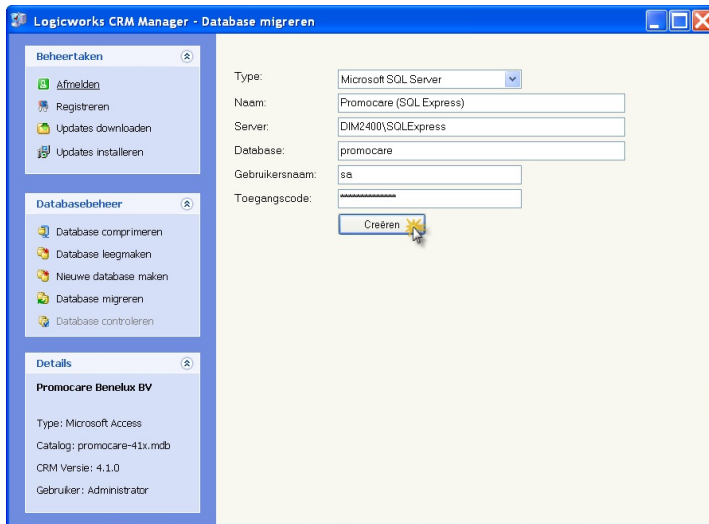 Logicworks CRM Manager - Database migreren
Beheertaken
Afmelden
Registreren
Updates downloaden
Updates installeren
Databasebeheer
Database comprimeren
Database leegmaken
Nieuwe database maken
Database migreren
Database controleren
Details
Promocare Benelux BV
Type: Microsoft Access
Catalog: promocare-41x.mdb
CRM Versie: 4.1.0
Gebruiker: Administrator
Type: Microsoft SQL Server
Naam: Promocare (SQL Express)
Server: DIM2400\SQLExpress
Database: promocare
Gebruikersnaam: sa
Toegangscode: *************
Creëren